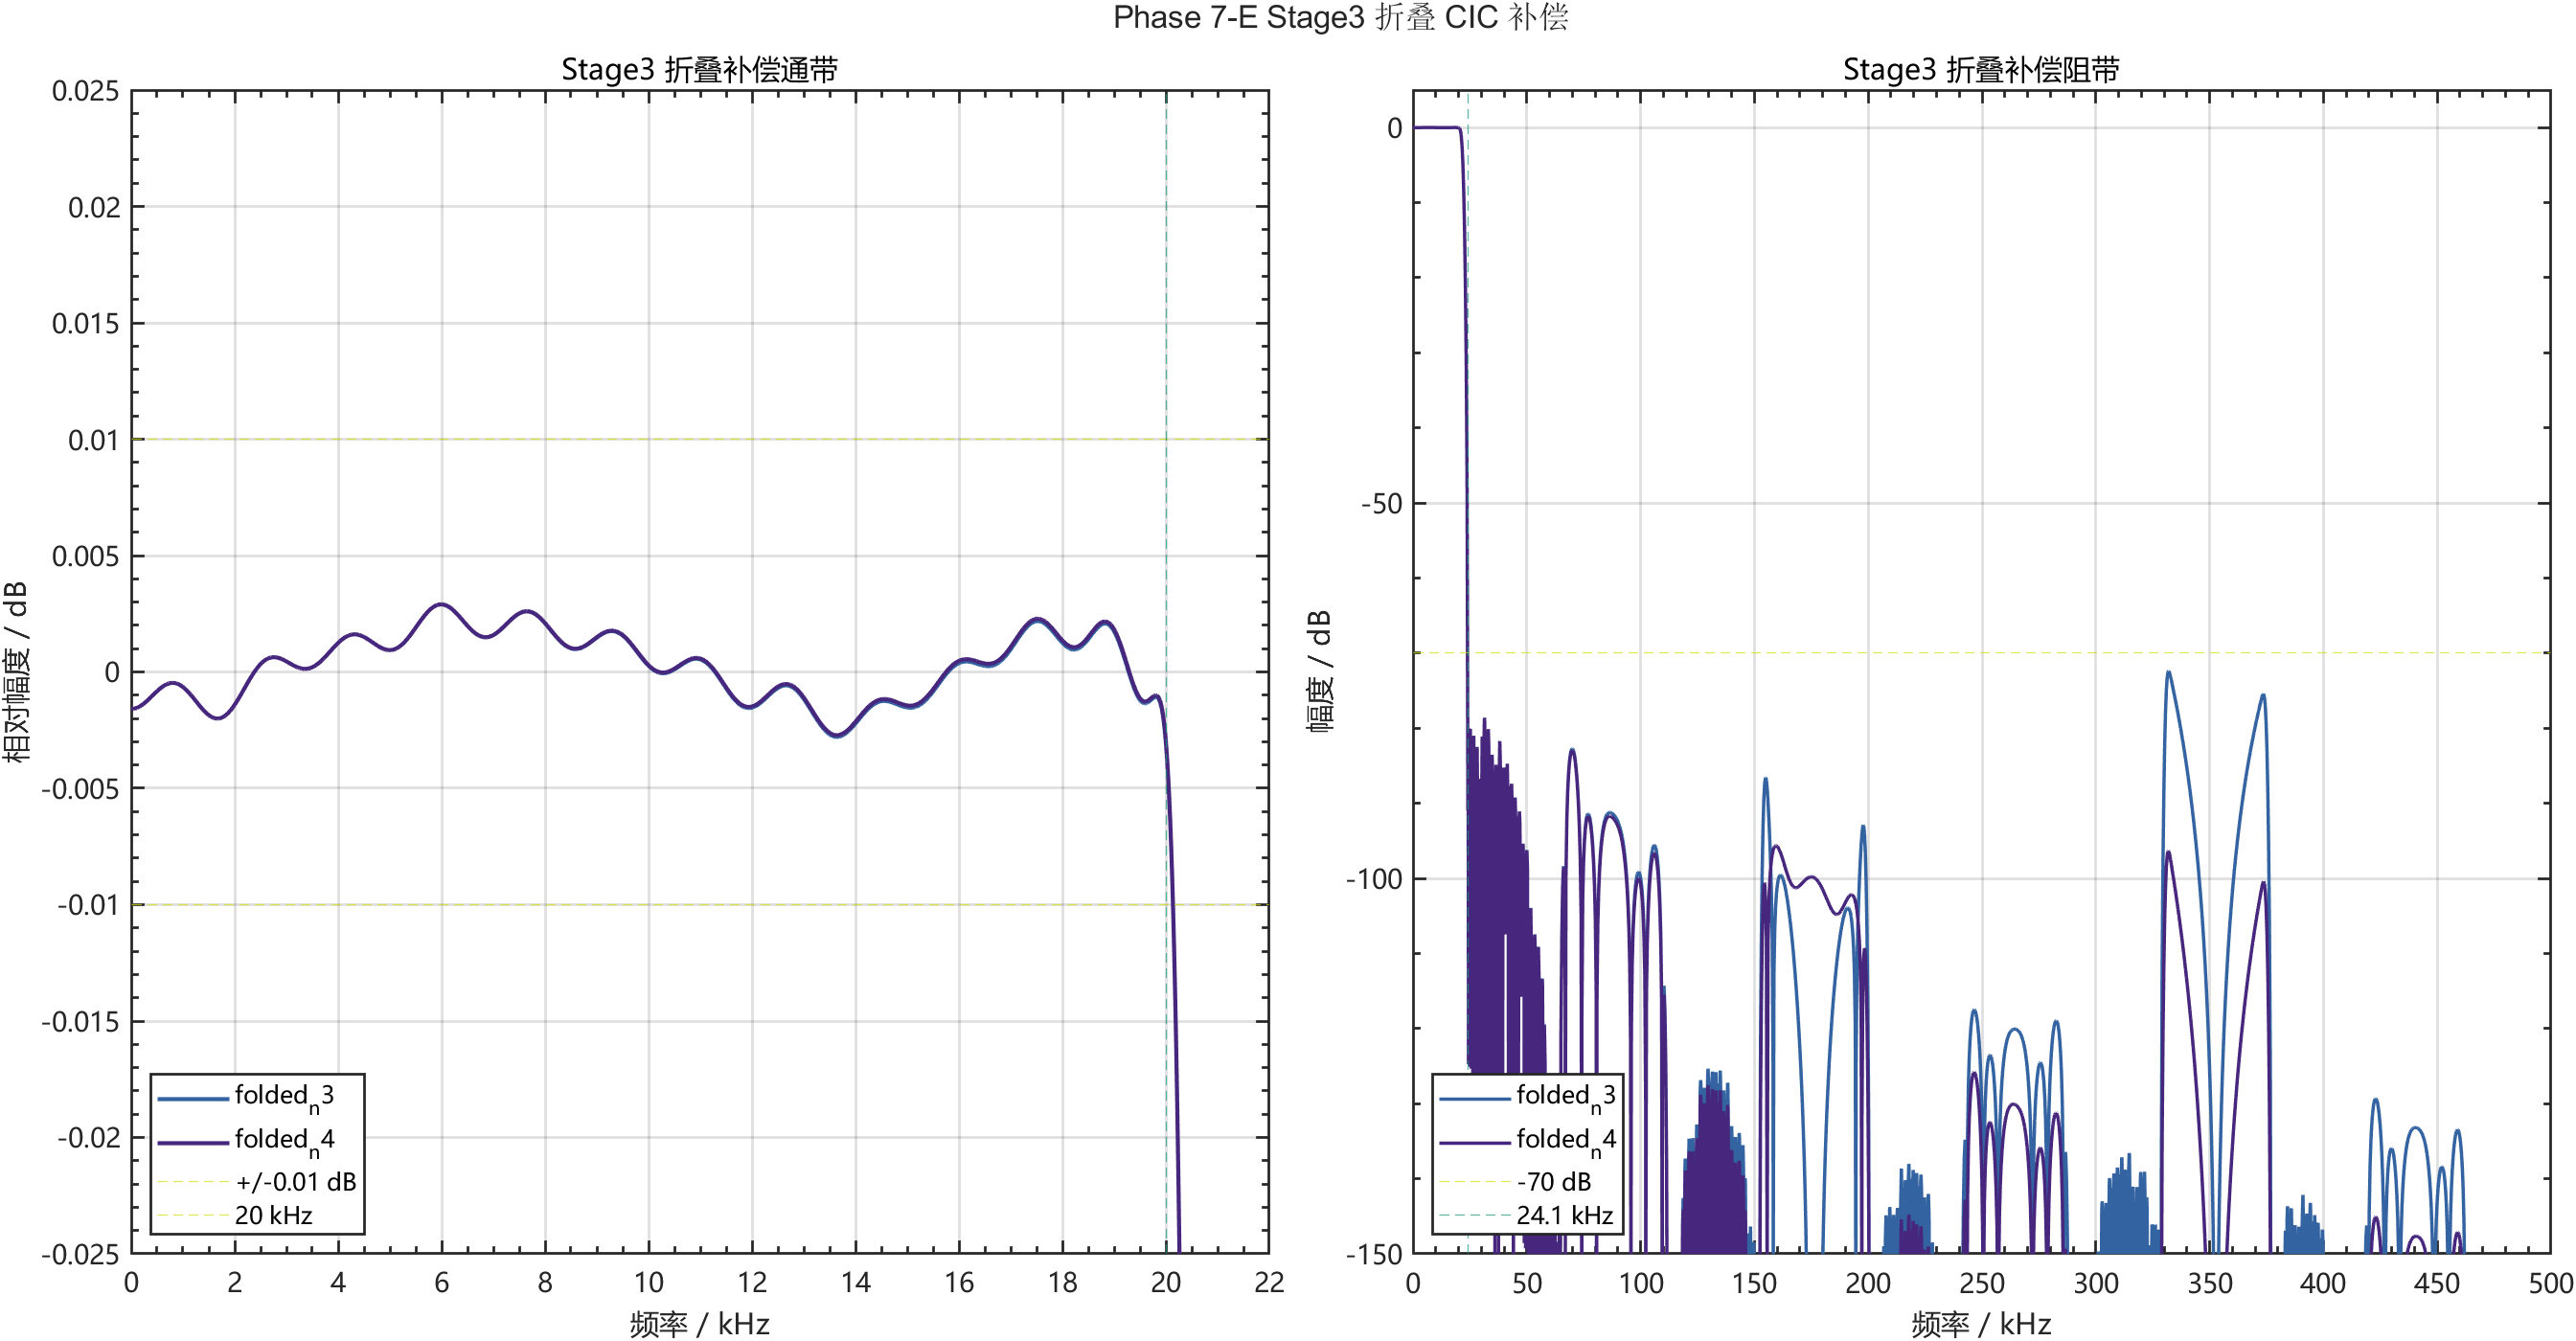 Phase 7-E Stage3 折叠 CIC 补偿
Stage3 折叠补偿通带
0.025
0.02
0.015
0.01
0.005
0
-0.005
-0.01
-0.015
-0.02
-0.025
相对幅度 / dB
folded_n3
folded_n4
+/-0.01 dB
20 kHz
0 2 4 6 8 10 12 14 16 18 20 22
频率 / kHz
Stage3 折叠补偿阻带
0
-50
-100
-150
幅度 / dB
folded_n3
folded_n4
-70 dB
24.1 kHz
0 50 100 150 200 250 300 350 400 450 500
频率 / kHz